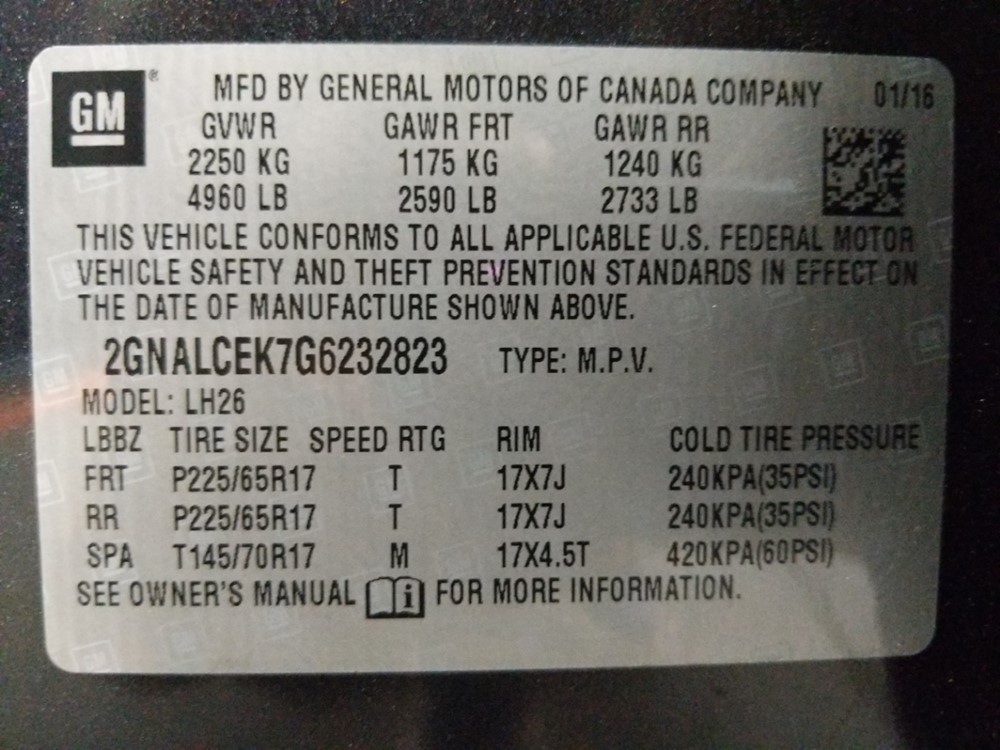 GM ® MFD BY GENERAL MOTORS OF CANADA COMPANY 01/16
GVWR GAWR FRT GAWR RR
2250 KG 1175 KG 1240 KG
4960 LB 2590 LB 2733 LB
THIS VEHICLE CONFORMS TO ALL APPLICABLE U.S. FEDERAL MOTOR
VEHICLE SAFETY AND THEFT PREVENTION STANDARDS IN EFFECT ON
THE DATE OF MANUFACTURE SHOWN ABOVE.
2GNALCEK7G6232823 TYPE: M.P.V.
MODEL: LH26
LBBZ TIRE SIZE SPEED RTG RIM COLD TIRE PRESSURE
FRT P225/65R17 T 17X7J 240KPA(35PSI)
RR P225/65R17 T 17X7J 240KPA(35PSI)
SPA T145/70R17 M 17X4.5T 420KPA(60PSI)
SEE OWNER'S MANUAL i FOR MORE INFORMATION.